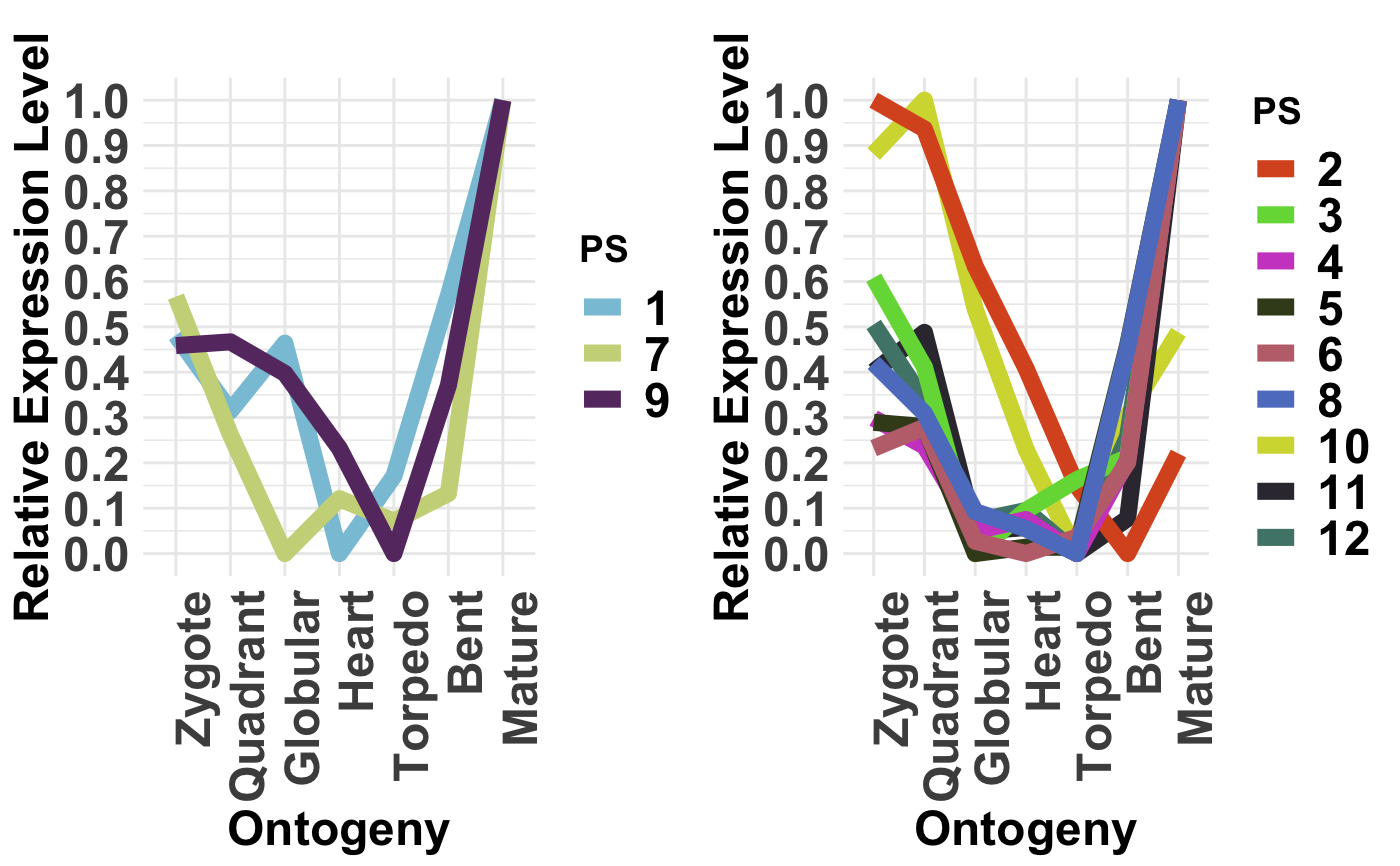 Relative Expression Level
1.0
0.9
0.8
0.7
0.6
0.5
0.4
0.3
0.2
0.1
0.0
Zygote
Quadrant
Globular
Heart
Torpedo
Bent
Mature
Ontogeny
PS
1
7
9
Relative Expression Level
1.0
0.9
0.8
0.7
0.6
0.5
0.4
0.3
0.2
0.1
0.0
Zygote
Quadrant
Globular
Heart
Torpedo
Bent
Mature
Ontogeny
PS
2
3
4
5
6
8
10
11
12